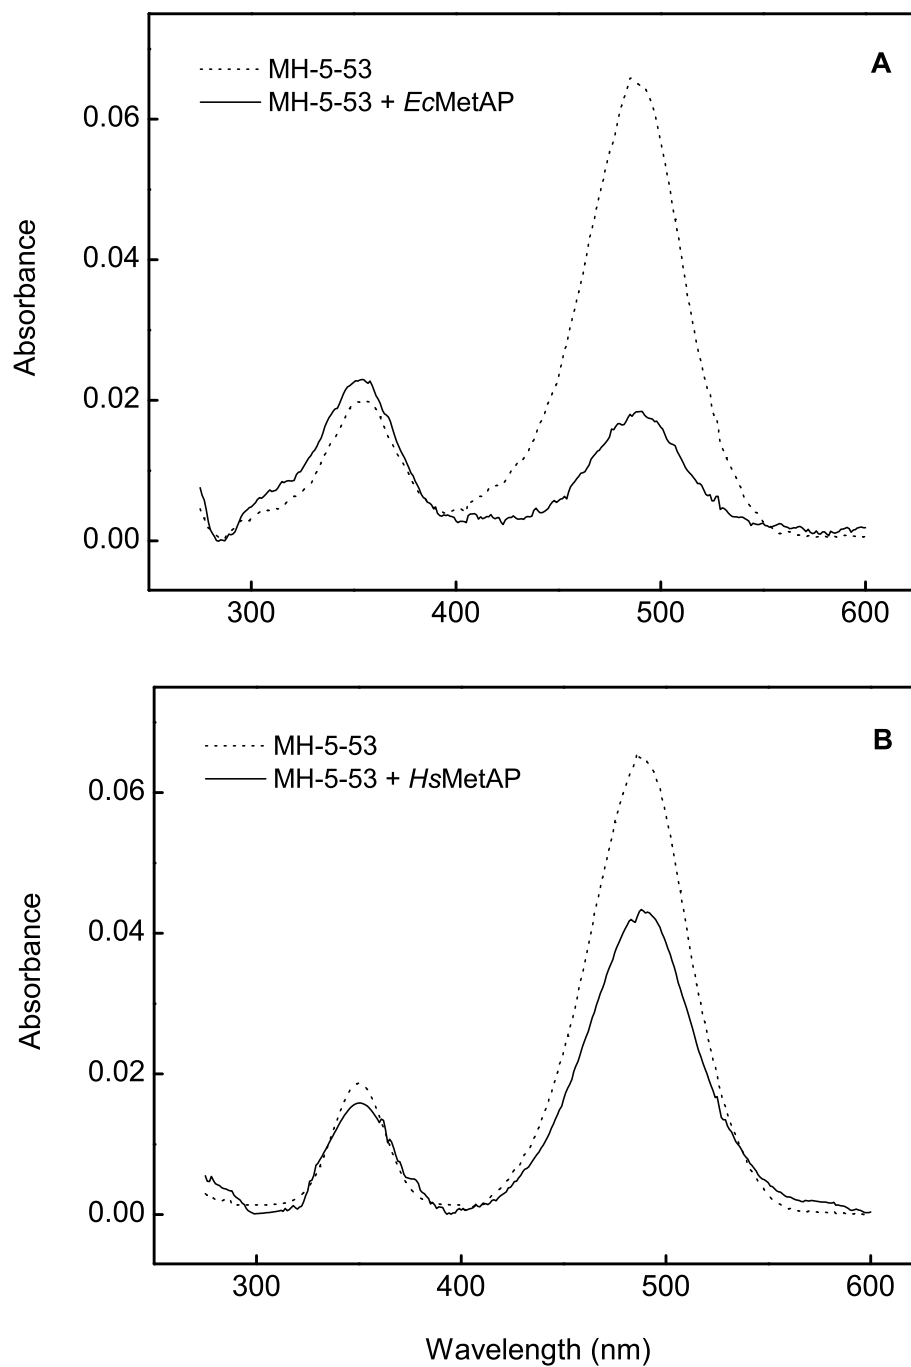 A
MH-5-53
MH-5-53 + EcMetAP
0.06
0.04
0.02
0.00
Absorbance
300 400 500 600
B
MH-5-53
MH-5-53 + HsMetAP
0.06
0.04
0.02
0.00
Absorbance
300 400 500 600
Wavelength (nm)